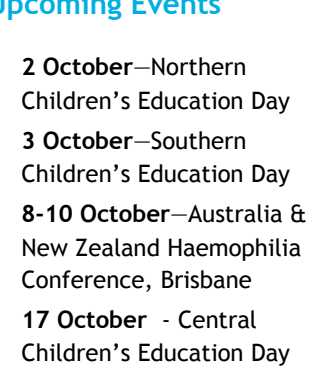 Upcoming Events
2 October—Northern
Children's Education Day
3 October—Southern
Children's Education Day
8-10 October—Australia &
New Zealand Haemophilia
Conference, Brisbane
17 October  - Central
Children's Education Day